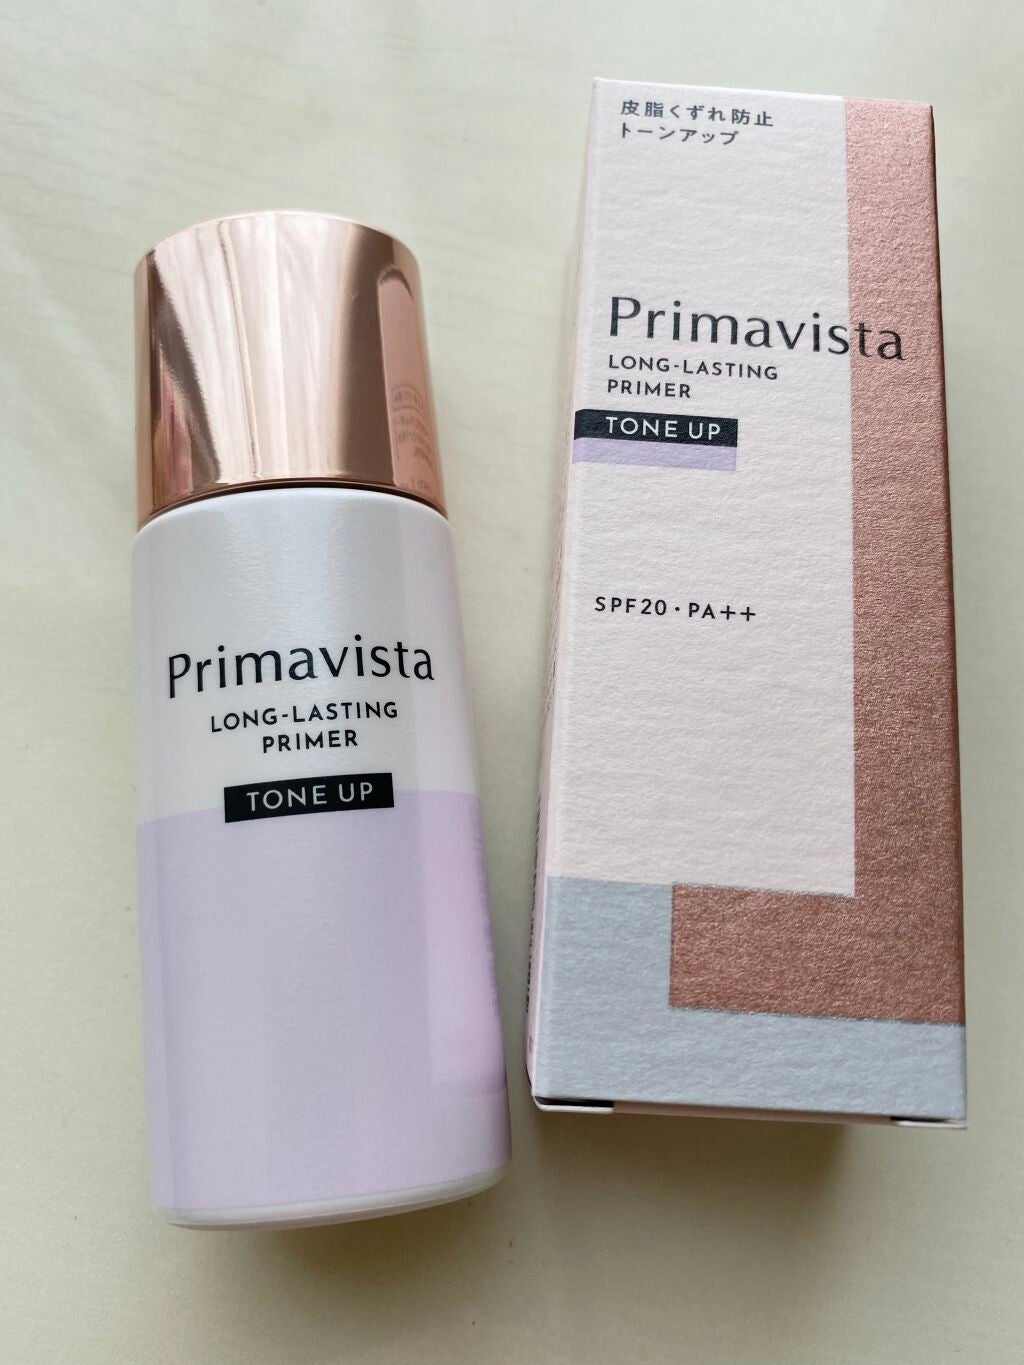 Primavista
LONG-LASTING
PRIMER
TONE UP
皮脂くずれ防止
トーンアップ
Primavista
LONG-LASTING
PRIMER
TONE UP
SPF20・PA++